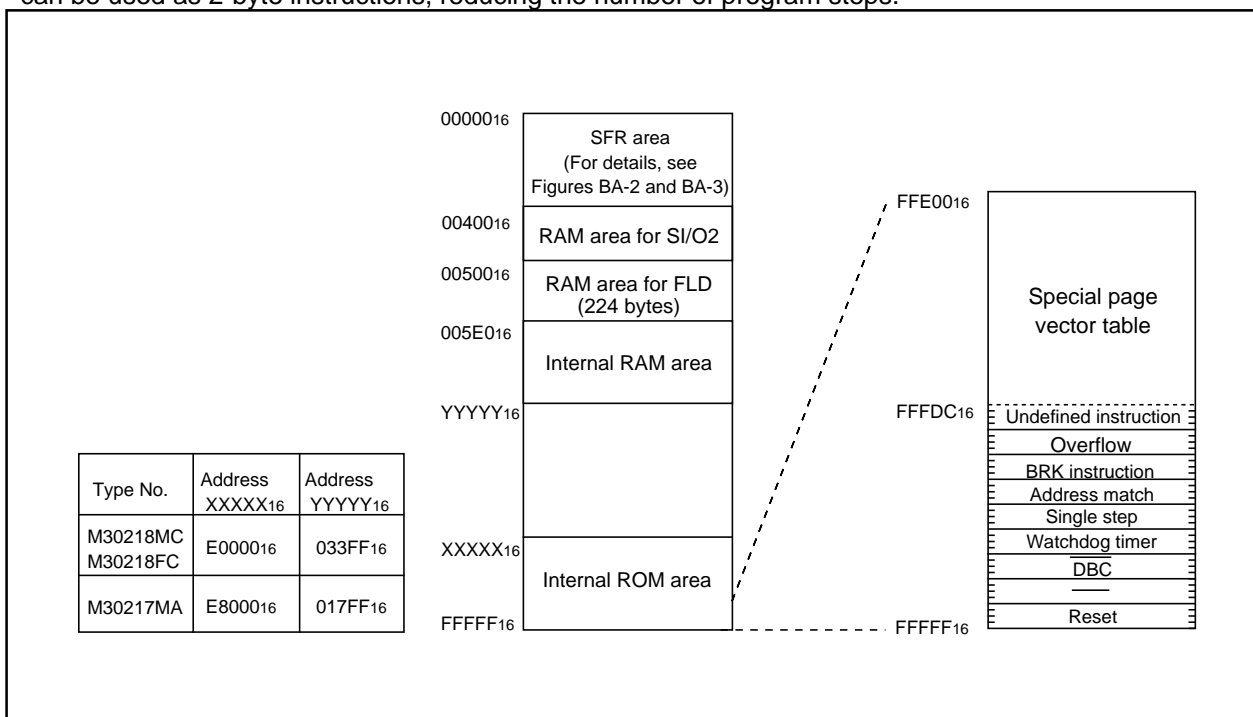 can be used as 2-byte instructions, reducing the number of program steps.
0000016
SFR area
(For details, see
Figures BA-2 and BA-3)
0040016
RAM area for SI/O2
0050016
RAM area for FLD
(224 bytes)
005E016
Internal RAM area
YYYYY16
XXXXX16
Internal ROM area
FFFFF16
Type No.
Address
XXXXX16
Address
YYYYY16
M30218MC
M30218FC
E000016
033FF16
M30217MA
E800016
017FF16
FFE0016
Special page
vector table
FFFDC16
Undefined instruction
Overflow
BRK instruction
Address match
Single step
Watchdog timer
DBC
Reset
FFFFF16